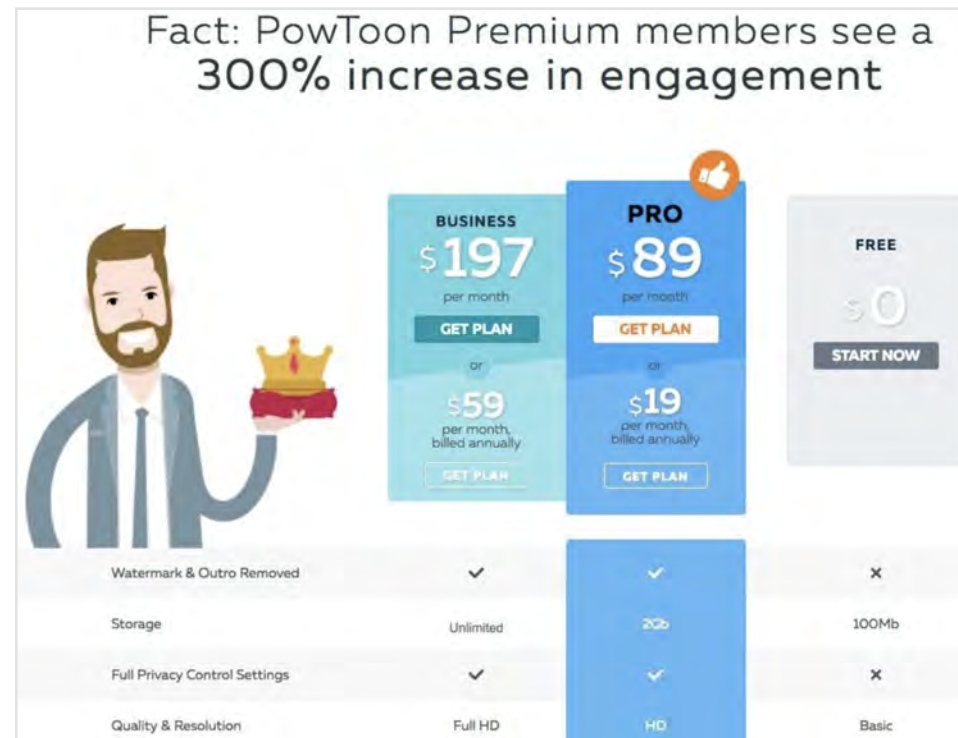 Fact: PowToon Premium members see a
300% increase in engagement
BUSINESS
$197
per month
GET PLAN
or
$59
per month,
billed annually
GET PLAN
PRO
$89
per month
GET PLAN
or
$19
per month,
billed annually
GET PLAN
FREE
$0
START NOW
Watermark & Outro Removed
Storage Unlimited 2Gb 100Mb
Full Privacy Control Settings
Quality & Resolution Full HD HD Basic